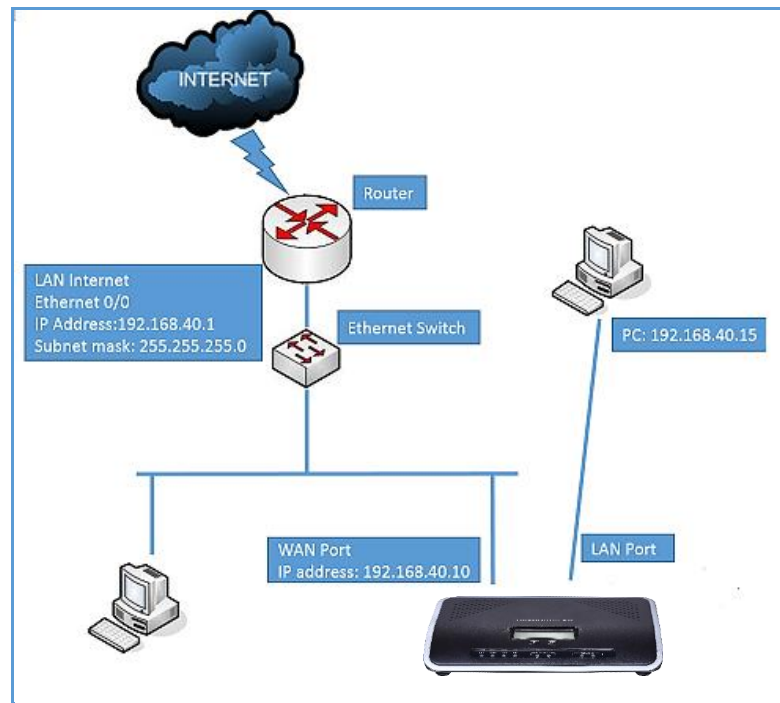 INTERNET
Router
LAN Internet
Ethernet 0/0
IP Address:192.168.40.1
Subnet mask: 255.255.255.0
Ethernet Switch
PC: 192.168.40.15
WAN Port
IP address: 192.168.40.10
LAN Port